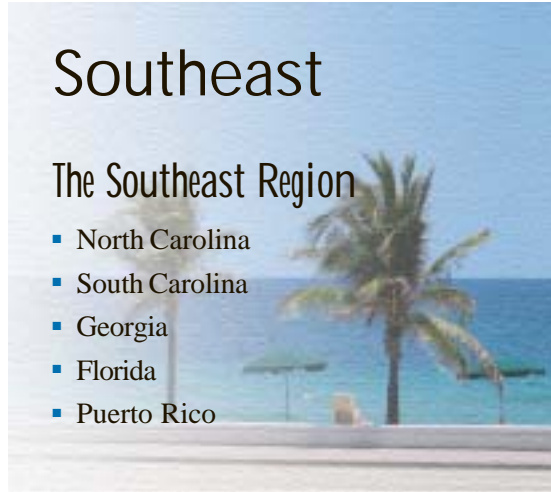 Southeast
The Southeast Region
North Carolina
South Carolina
Georgia
Florida
Puerto Rico